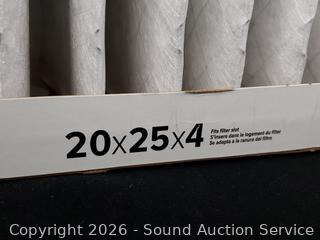 20x25x4
Fits filter slot
S'insère dans le logement du filter
Se adapta a la ranura del filtro
Copyright 2026 - Sound Auction Service